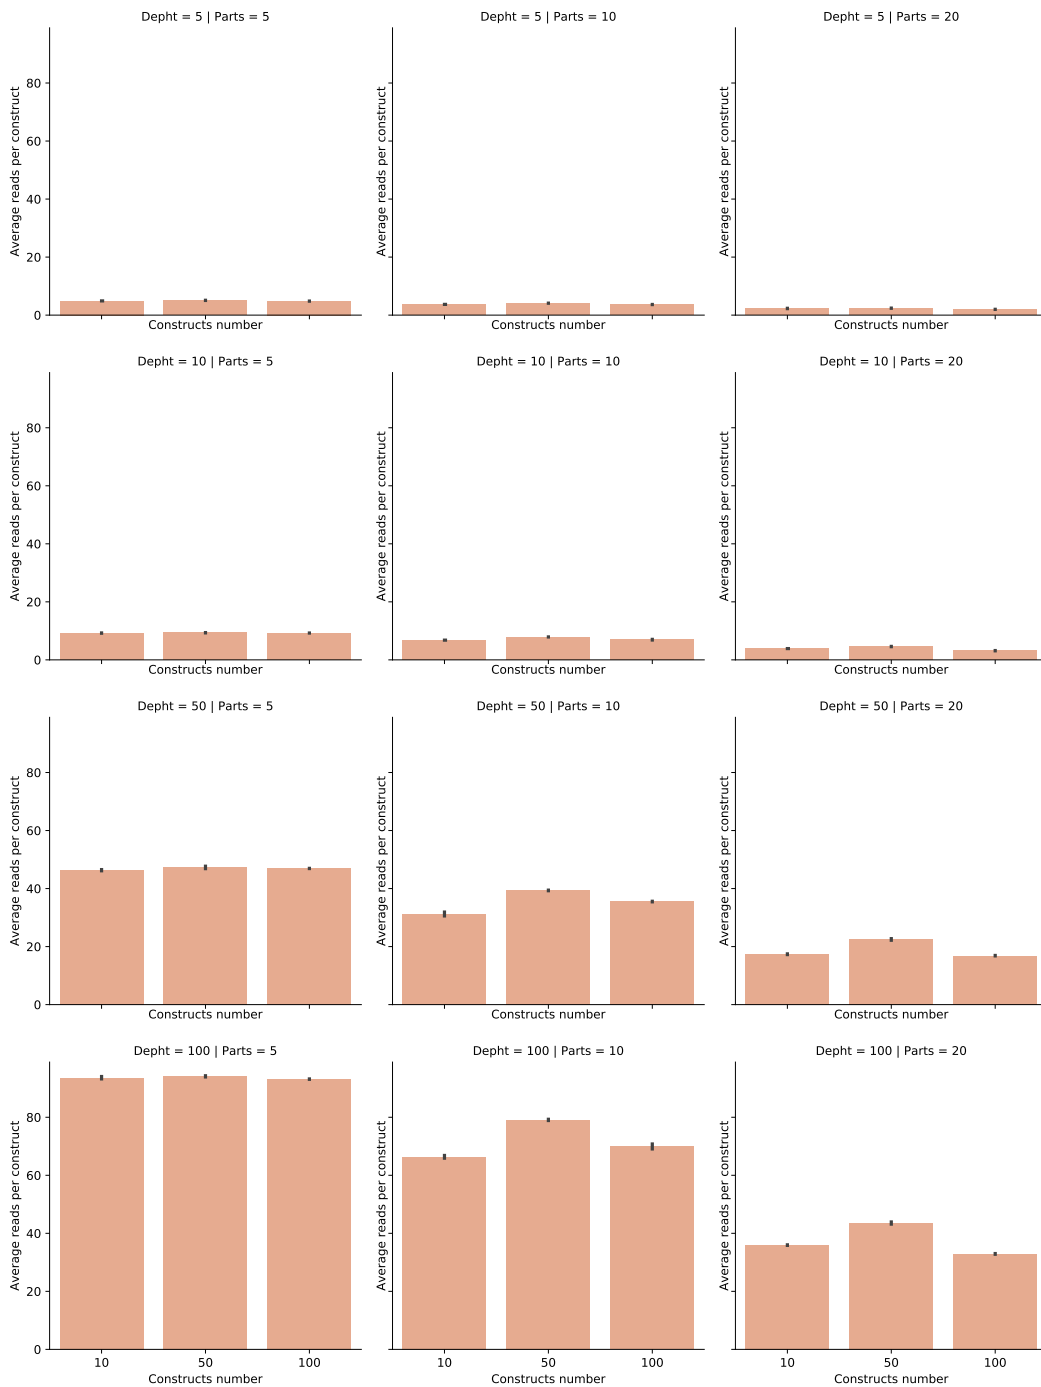 Depht = 5 | Parts = 5
Depht = 5 | Parts = 10
Depht = 5 | Parts = 20
Average reads per construct
80
60
40
20
0
Average reads per construct
Average reads per construct
Constructs number
Constructs number
Constructs number
Depht = 10 | Parts = 5
Depht = 10 | Parts = 10
Depht = 10 | Parts = 20
Average reads per construct
80
60
40
20
0
Average reads per construct
Average reads per construct
Constructs number
Constructs number
Constructs number
Depht = 50 | Parts = 5
Depht = 50 | Parts = 10
Depht = 50 | Parts = 20
Average reads per construct
80
60
40
20
0
Average reads per construct
Average reads per construct
Constructs number
Constructs number
Constructs number
Depht = 100 | Parts = 5
Depht = 100 | Parts = 10
Depht = 100 | Parts = 20
Average reads per construct
80
60
40
20
0
Average reads per construct
Average reads per construct
10 50 100
10 50 100
10 50 100
Constructs number
Constructs number
Constructs number